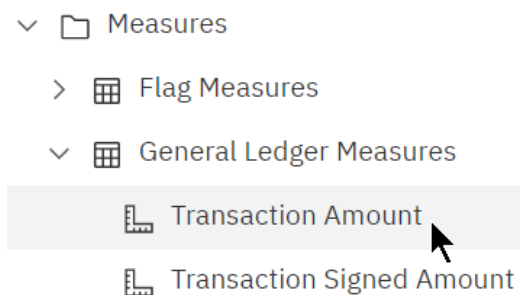 Measures
Flag Measures
General Ledger Measures
Transaction Amount
Transaction Signed Amount